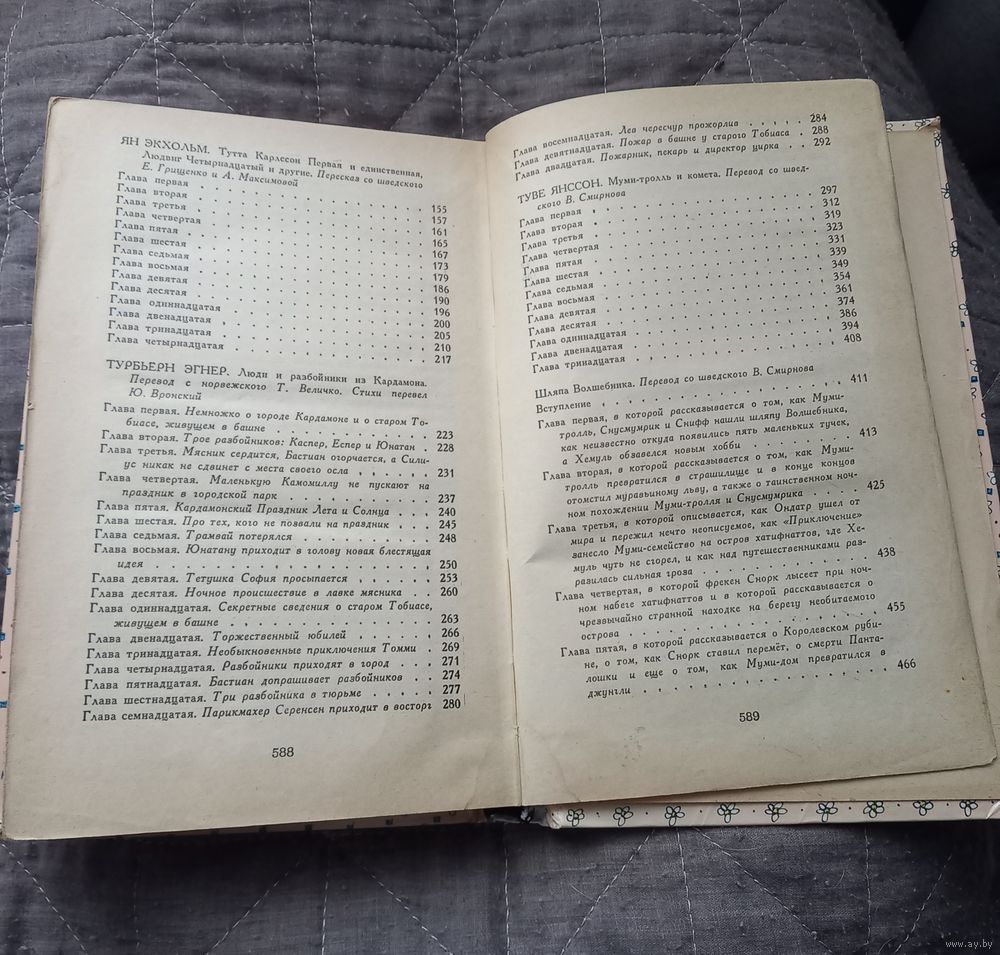 ЯН ЭКХОЛЬМ. Тутта Карлссон Первая и единственная,
Людвиг Четырнадцатый и другие. Пересказ со шведского
Е. Грищенко и А. Максимовой
Глава первая . . . 155
Глава вторая . . . 157
Глава третья . . . 161
Глава четвертая . . . 165
Глава пятая . . . 167
Глава шестая . . . 173
Глава седьмая . . . 179
Глава восьмая . . . 186
Глава девятая . . . 190
Глава десятая . . . 196
Глава одиннадцатая . . . 200
Глава двенадцатая . . . 205
Глава тринадцатая . . . 210
Глава четырнадцатая . . . 217
ТУРБЬЕРН ЭГНЕР. Люди и разбойники из Кардамона.
Перевод с норвежского Т. Величко. Стихи перевел
Ю. Вронский
Глава первая. Немножко о городе Кардамоне и о старом То-
биасе, живущем в башне . . . 223
Глава вторая. Трое разбойников: Каспер, Еспер и Юнатан . 228
Глава третья. Мясник сердится, Бастиан огорчается, а Сили-
ус никак не сдвинет с места своего осла . . . 231
Глава четвертая. Маленькую Камомиллу не пускают на
праздник в городской парк . . . 237
Глава пятая. Кардамонский Праздник Лета и Солнца . . 240
Глава шестая. Про тех, кого не позвали на праздник . . . 245
Глава седьмая. Трамвай потерялся . . . 248
Глава восьмая. Юнатану приходит в голову новая блестящая
идея . . . 250
Глава девятая. Тетушка София просыпается . . . 253
Глава десятая. Ночное происшествие в лавке мясника . . 260
Глава одиннадцатая. Секретные сведения о старом Тобиасе,
живущем в башне . . . 263
Глава двенадцатая. Торжественный юбилей . . . 266
Глава тринадцатая. Необыкновенные приключения Томми . 269
Глава четырнадцатая. Разбойники приходят в город . . . 271
Глава пятнадцатая. Бастиан допрашивает разбойников . . 274
Глава шестнадцатая. Три разбойника в тюрьме . . . 277
Глава семнадцатая. Парикмахер Серенсен приходит в восторг 280
588
Глава восемнадцатая. Лев чересчур прожорлив . . . 284
Глава девятнадцатая. Пожар в башне у старого Тобиаса . 288
Глава двадцатая. Пожарник, пекарь и директор цирка . . 292
ТУВЕ ЯНССОН. Муми-тролль и комета. Перевод со швед-
ского В. Смирнова
Глава первая . . . 297
Глава вторая . . . 312
Глава третья . . . 319
Глава четвертая . . . 323
Глава пятая . . . 331
Глава шестая . . . 339
Глава седьмая . . . 349
Глава восьмая . . . 354
Глава девятая . . . 361
Глава десятая . . . 374
Глава одиннадцатая . . . 386
Глава двенадцатая . . . 394
Глава тринадцатая . . . 408
Шляпа Волшебника. Перевод со шведского В. Смирнова
Вступление . . . 411
Глава первая, в которой рассказывается о том, как Муми-
тролль, Снусмумрик и Снифф нашли шляпу Волшебника,
как неизвестно откуда появились пять маленьких тучек,
а Хемуль обзавелся новым хобби . . . 413
Глава вторая, в которой рассказывается о том, как Муми-
тролль превратился в страшилище и в конце концов
отомстил муравьиному льву, а также о таинственном ноч-
ном похождении Муми-тролля и Снусмумрика . . . 425
Глава третья, в которой описывается, как Ондатр ушел от
мира и пережил нечто неописуемое, как «Приключение»
занесло Муми-семейство на остров хатифнаттов, где Хе-
муль чуть не сгорел, и как над путешественниками раз-
разилась сильная гроза . . . 438
Глава четвертая, в которой фрекен Снорк лысеет при ноч-
ном набеге хатифнаттов и в которой рассказывается о
чрезвычайно странной находке на берегу необитаемого
острова . . . 455
Глава пятая, в которой рассказывается о Королевском руби-
не, о том, как Снорк ставил перемёт, о смерти Панта-
лошки и еще о том, как Муми-дом превратился в
джунгли . . . 466
589
www.ay.by